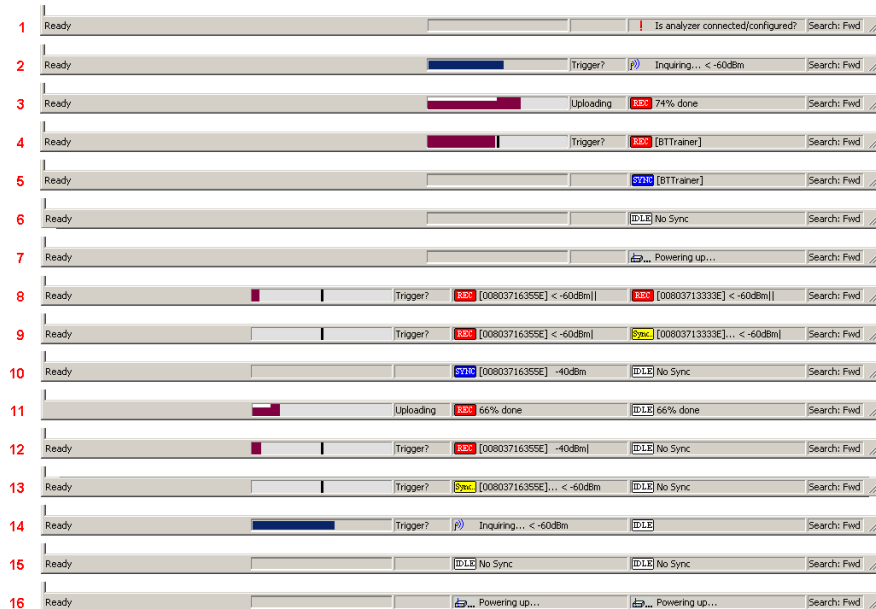 1 Ready ! Is analyzer connected/configured? Search: Fwd
2 Ready Trigger? Inquiring... < -60dBm Search: Fwd
3 Ready Uploading REC 74% done Search: Fwd
4 Ready Trigger? REC [BTTrainer] Search: Fwd
5 Ready SYNC [BTTrainer] Search: Fwd
6 Ready IDLE No Sync Search: Fwd
7 Ready Powering up... Search: Fwd
8 Ready Trigger? REC [00803716355E] < -60dBm|| REC [00803713333E] < -60dBm|| Search: Fwd
9 Ready Trigger? REC [00803716355E] < -60dBm| Sync. [00803713333E]... < -60dBm| Search: Fwd
10 Ready SYNC [00803716355E] -40dBm IDLE No Sync Search: Fwd
11 Uploading REC 66% done IDLE 66% done Search: Fwd
12 Ready Trigger? REC [00803716355E] -40dBm| IDLE No Sync Search: Fwd
13 Ready Trigger? Sync. [00803716355E]... < -60dBm IDLE No Sync Search: Fwd
14 Ready Trigger? Inquiring... < -60dBm IDLE Search: Fwd
15 Ready IDLE No Sync IDLE No Sync Search: Fwd
16 Ready Powering up... Powering up... Search: Fwd